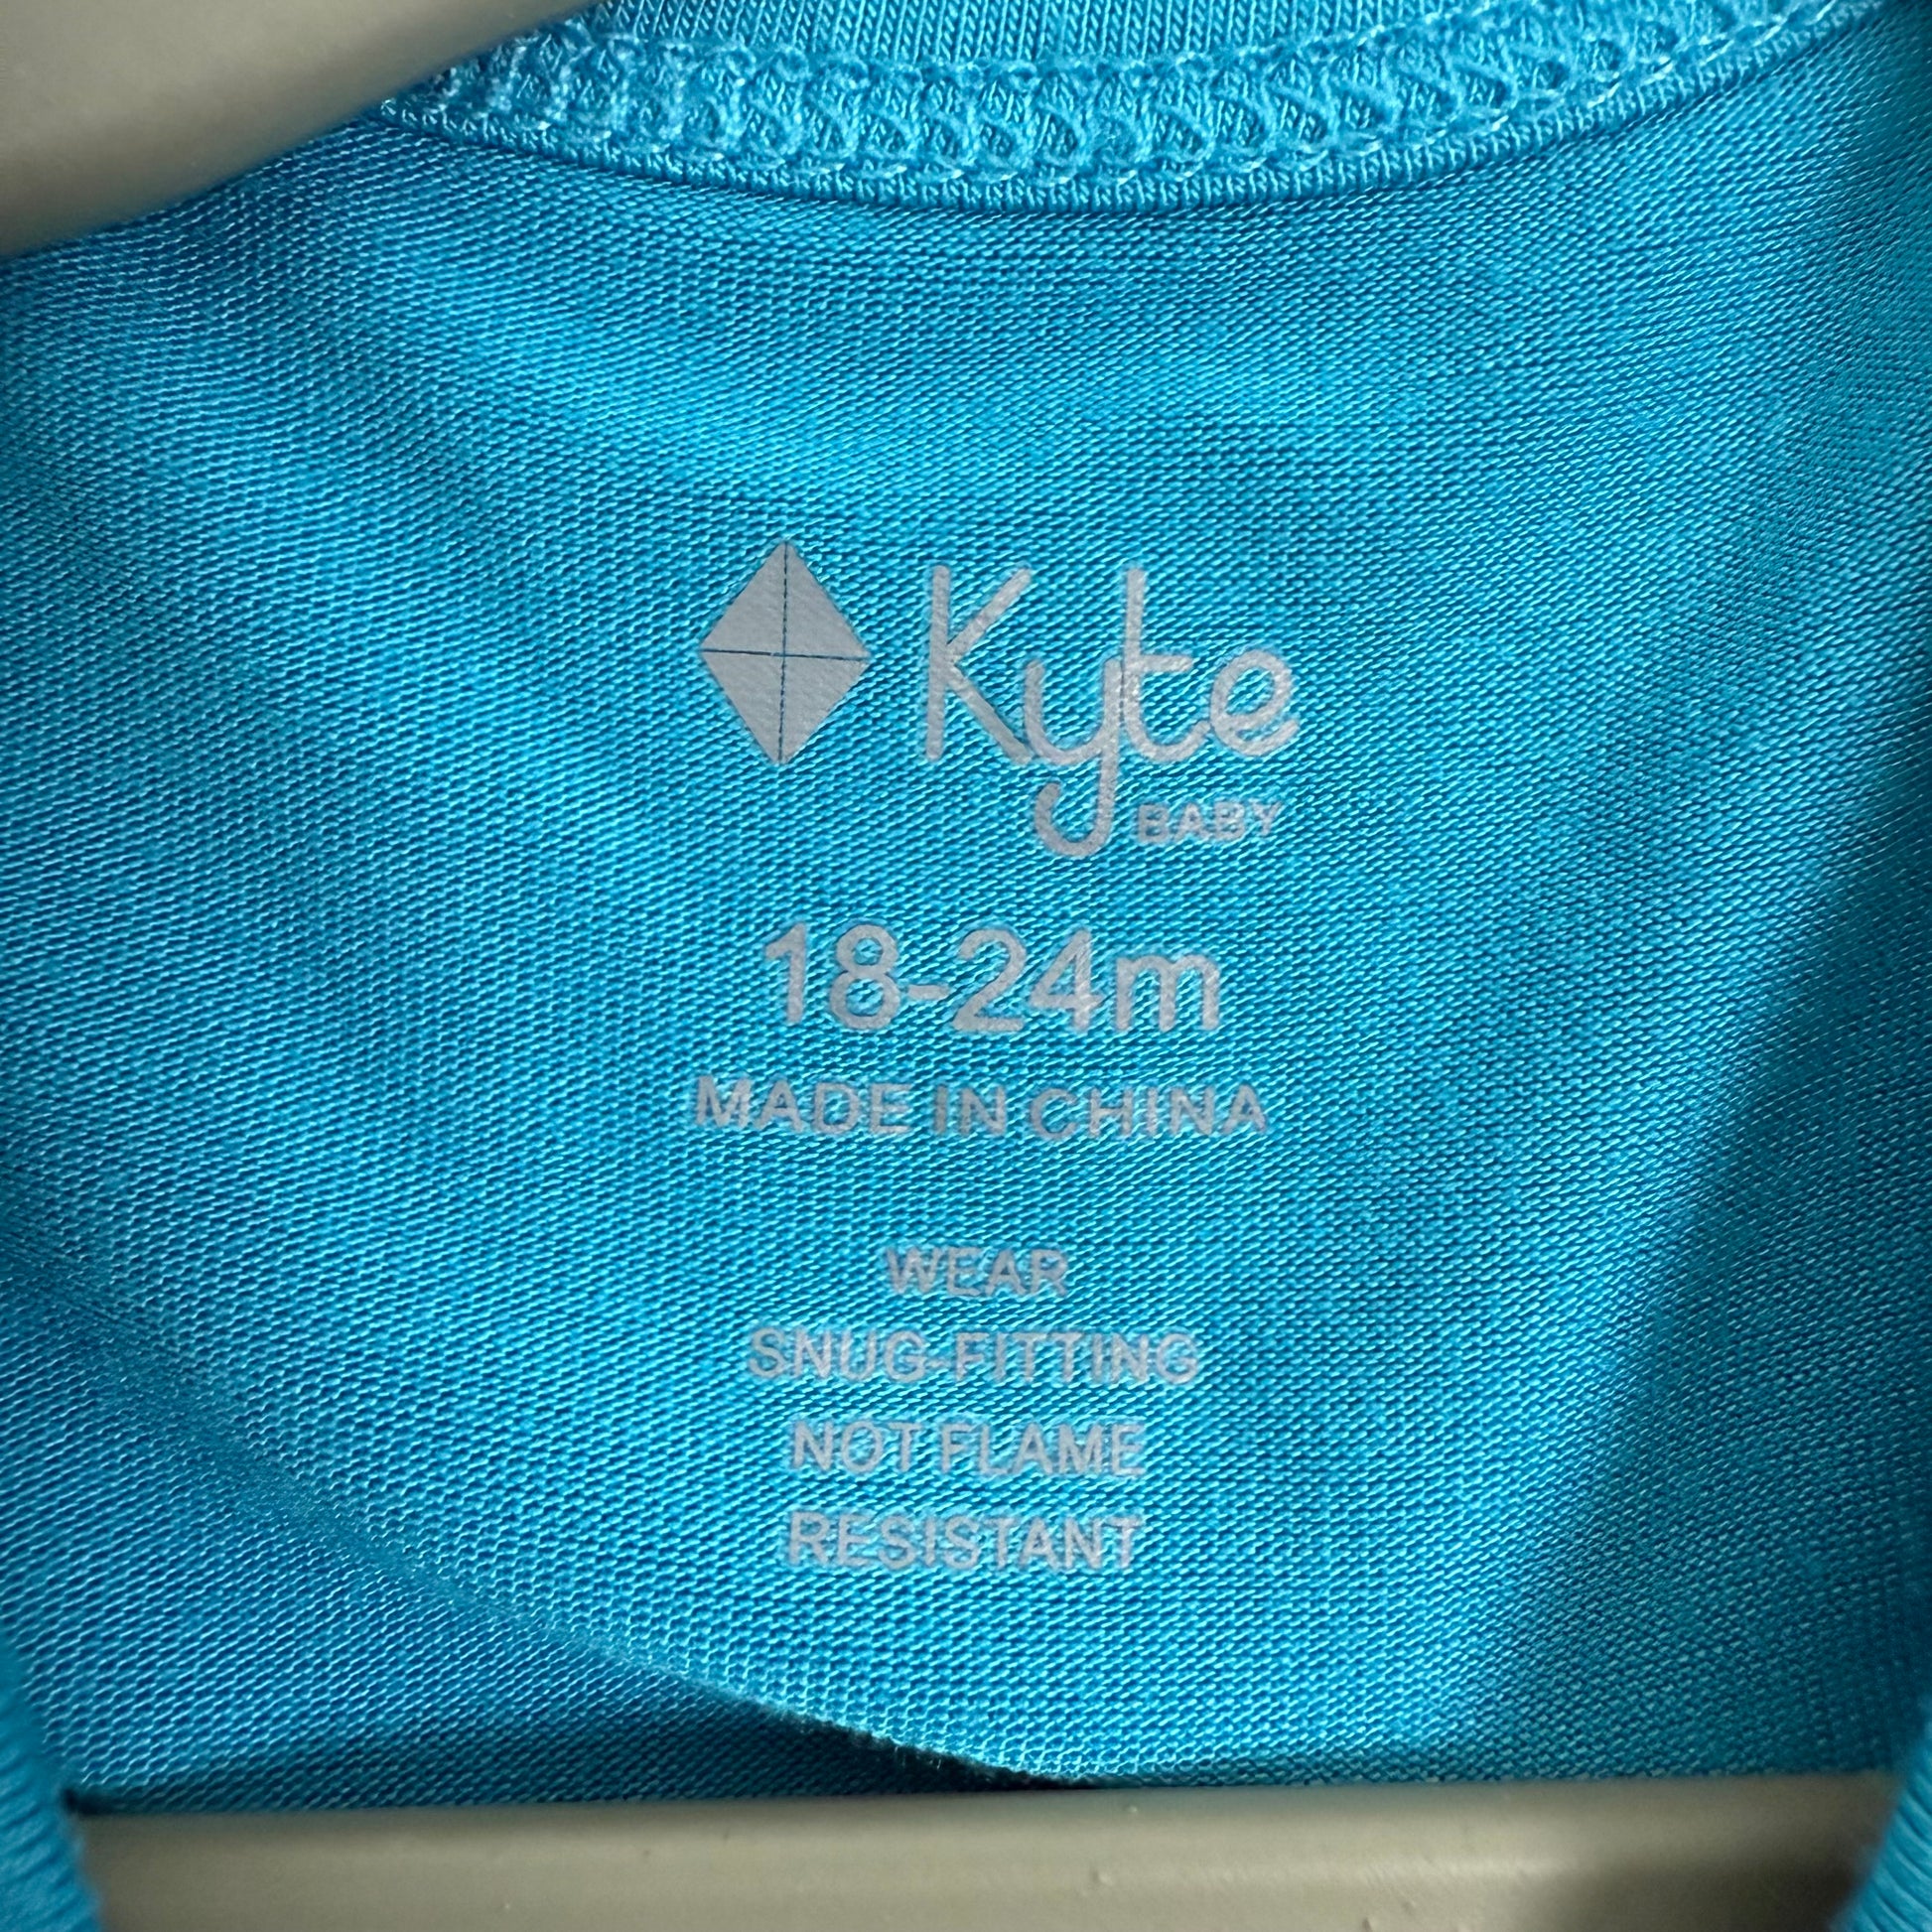 Kyte
BABY
18-24m
MADE IN CHINA
WEAR
SNUG-FITTING
NOT FLAME
RESISTANT